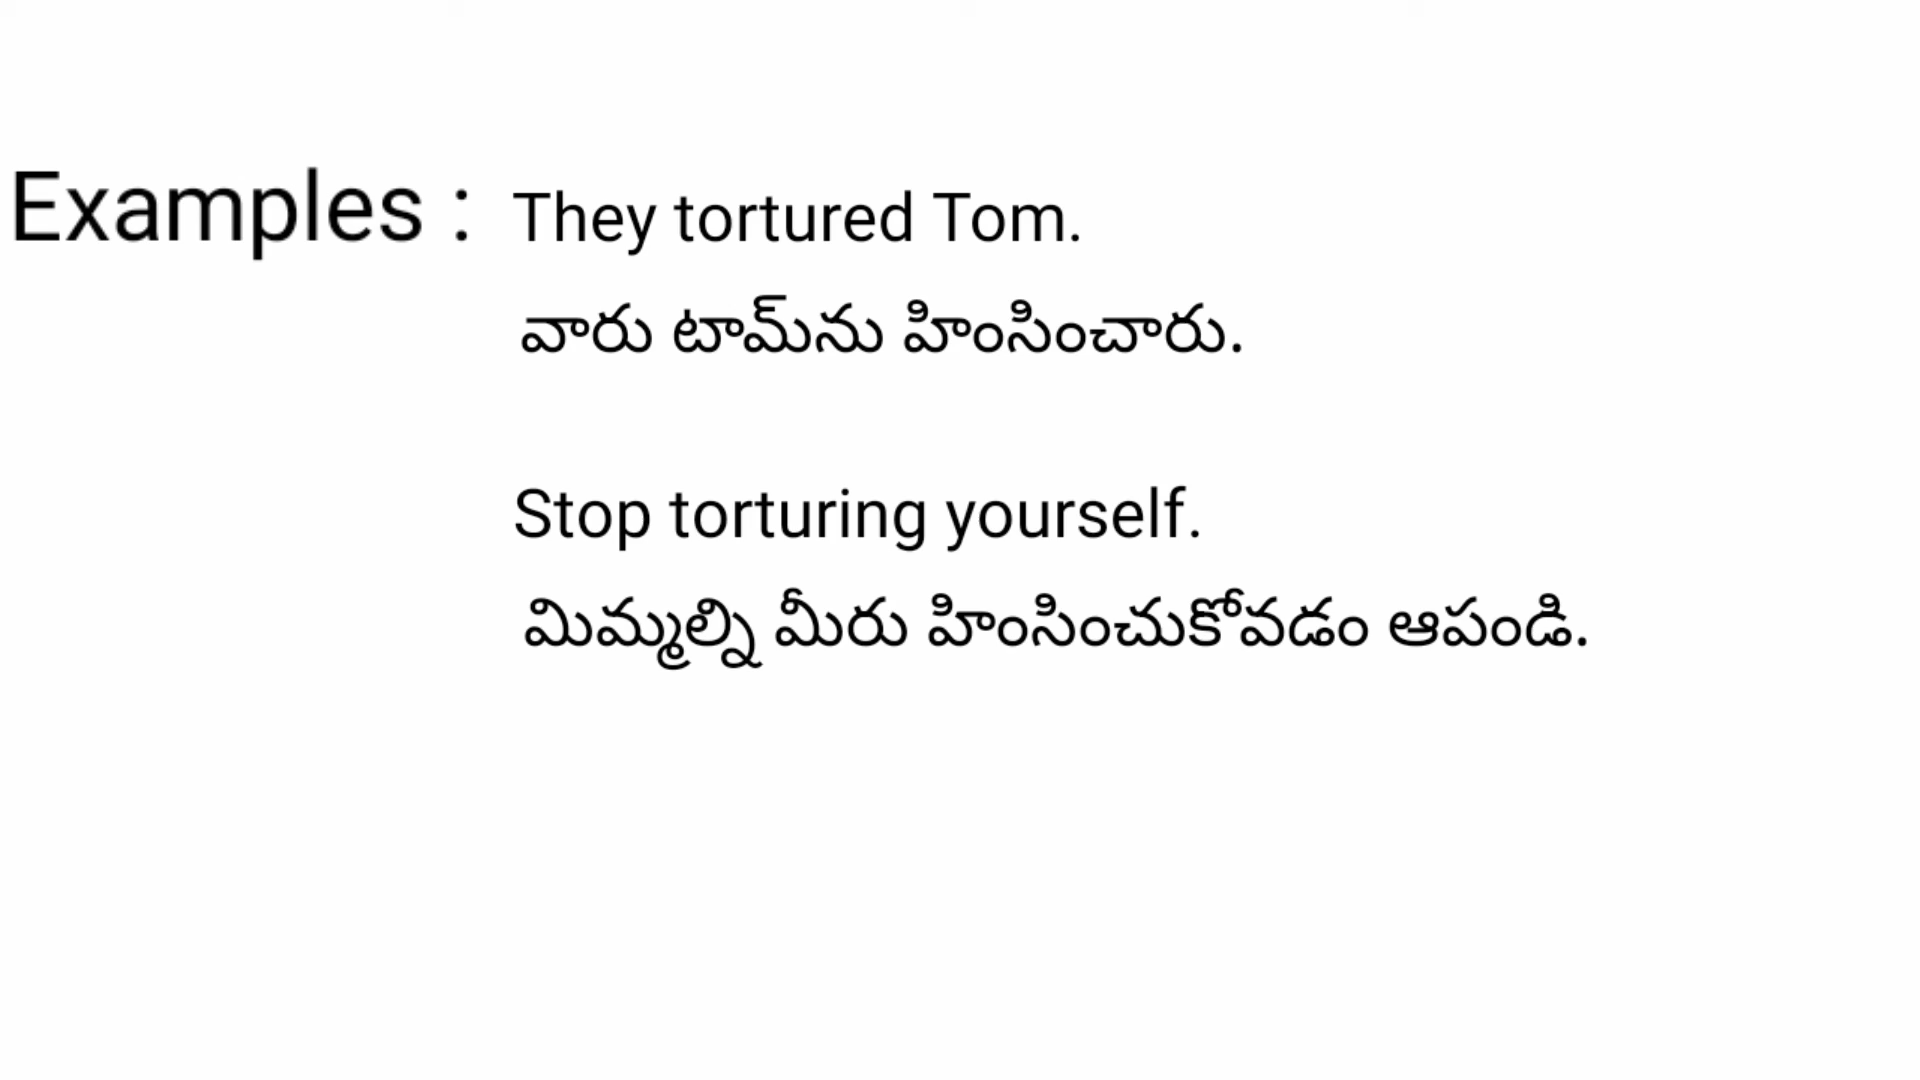 Examples : They tortured Tom.
వారు టామ్‌ను హింసించారు.
Stop torturing yourself.
మిమ్మల్ని మీరు హింసించుకోవడం ఆపండి.